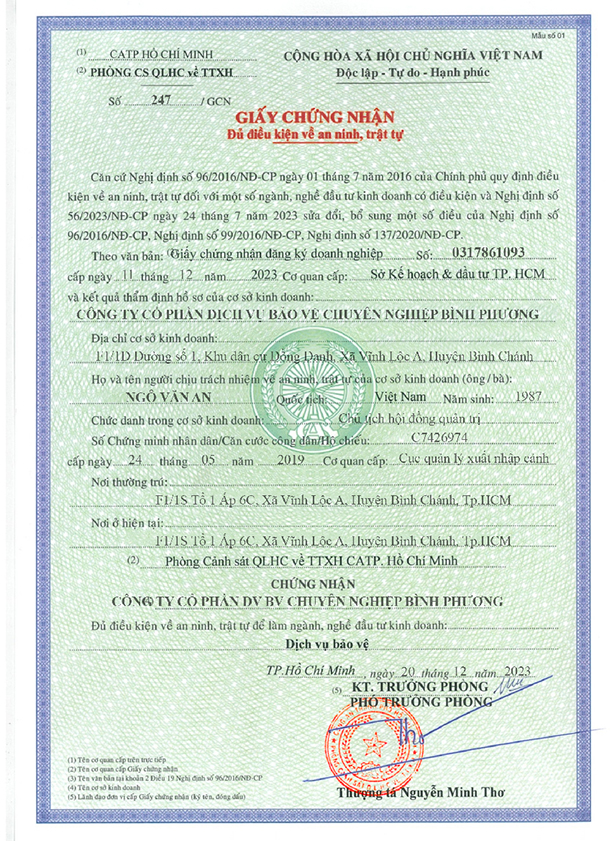 Mẫu số 01
(1) CATP HỒ CHÍ MINH
CỘNG HÒA XÃ HỘI CHỦ NGHĨA VIỆT NAM
(2) PHÒNG CS QLHC về TTXH
Độc lập - Tự do - Hạnh phúc
Số 247 / GCN
GIẤY CHỨNG NHẬN
Đủ điều kiện về an ninh, trật tự
Căn cứ Nghị định số 96/2016/NĐ-CP ngày 01 tháng 7 năm 2016 của Chính phủ quy định điều
kiện về an ninh, trật tự đối với một số ngành, nghề đầu tư kinh doanh có điều kiện và Nghị định số
56/2023/NĐ-CP ngày 24 tháng 7 năm 2023 sửa đổi, bổ sung một số điều của Nghị định số
96/2016/NĐ-CP, Nghị định số 99/2016/NĐ-CP, Nghị định số 137/2020/NĐ-CP.
Theo văn bản: Giấy chứng nhận đăng ký doanh nghiệp Số: 0317861093
cấp ngày 11 tháng 12 năm 2023 Cơ quan cấp: Sở Kế hoạch & đầu tư TP. HCM
và kết quả thẩm định hồ sơ của cơ sở kinh doanh:
CÔNG TY CỔ PHẦN DỊCH VỤ BẢO VỆ CHUYÊN NGHIỆP BÌNH PHƯƠNG
Địa chỉ cơ sở kinh doanh:
F1/1D Đường số 1, Khu dân cư Dồng Danh, Xã Vĩnh Lộc A, Huyện Bình Chánh
Họ và tên người chịu trách nhiệm về an ninh, trật tự của cơ sở kinh doanh (ông / bà):
NGÔ VĂN AN Quốc tịch: Việt Nam Năm sinh: 1987
Chức danh trong cơ sở kinh doanh: Chủ tịch hội đồng quản trị
Số Chứng minh nhân dân/Căn cước công dân/Hộ chiếu: C7426974
cấp ngày 24 tháng 05 năm 2019 Cơ quan cấp: Cục quản lý xuất nhập cảnh
Nơi thường trú:
F1/1S Tổ 1 Ấp 6C, Xã Vĩnh Lộc A, Huyện Bình Chánh, Tp.HCM
Nơi ở hiện tại:
F1/1S Tổ 1 Ấp 6C, Xã Vĩnh Lộc A, Huyện Bình Chánh, Tp.HCM
(2) Phòng Cảnh sát QLHC về TTXH CATP. Hồ Chí Minh
CHỨNG NHẬN
CÔNG TY CỔ PHẦN DV BV CHUYÊN NGHIỆP BÌNH PHƯƠNG
Đủ điều kiện về an ninh, trật tự để làm ngành, nghề đầu tư kinh doanh:
Dịch vụ bảo vệ
TP.Hồ Chí Minh, ngày 20 tháng 12 năm 2023
(5) KT. TRƯỞNG PHÒNG
PHÓ TRƯỞNG PHÒNG
(1) Tên cơ quan cấp trên trực tiếp
(2) Tên cơ quan cấp Giấy chứng nhận
(3) Tên văn bản tại khoản 2 Điều 19 Nghị định số 96/2016/NĐ-CP
(4) Tên cơ sở kinh doanh
(5) Lãnh đạo đơn vị cấp Giấy chứng nhận (ký tên, đóng dấu)
Thượng tá Nguyễn Minh Thơ